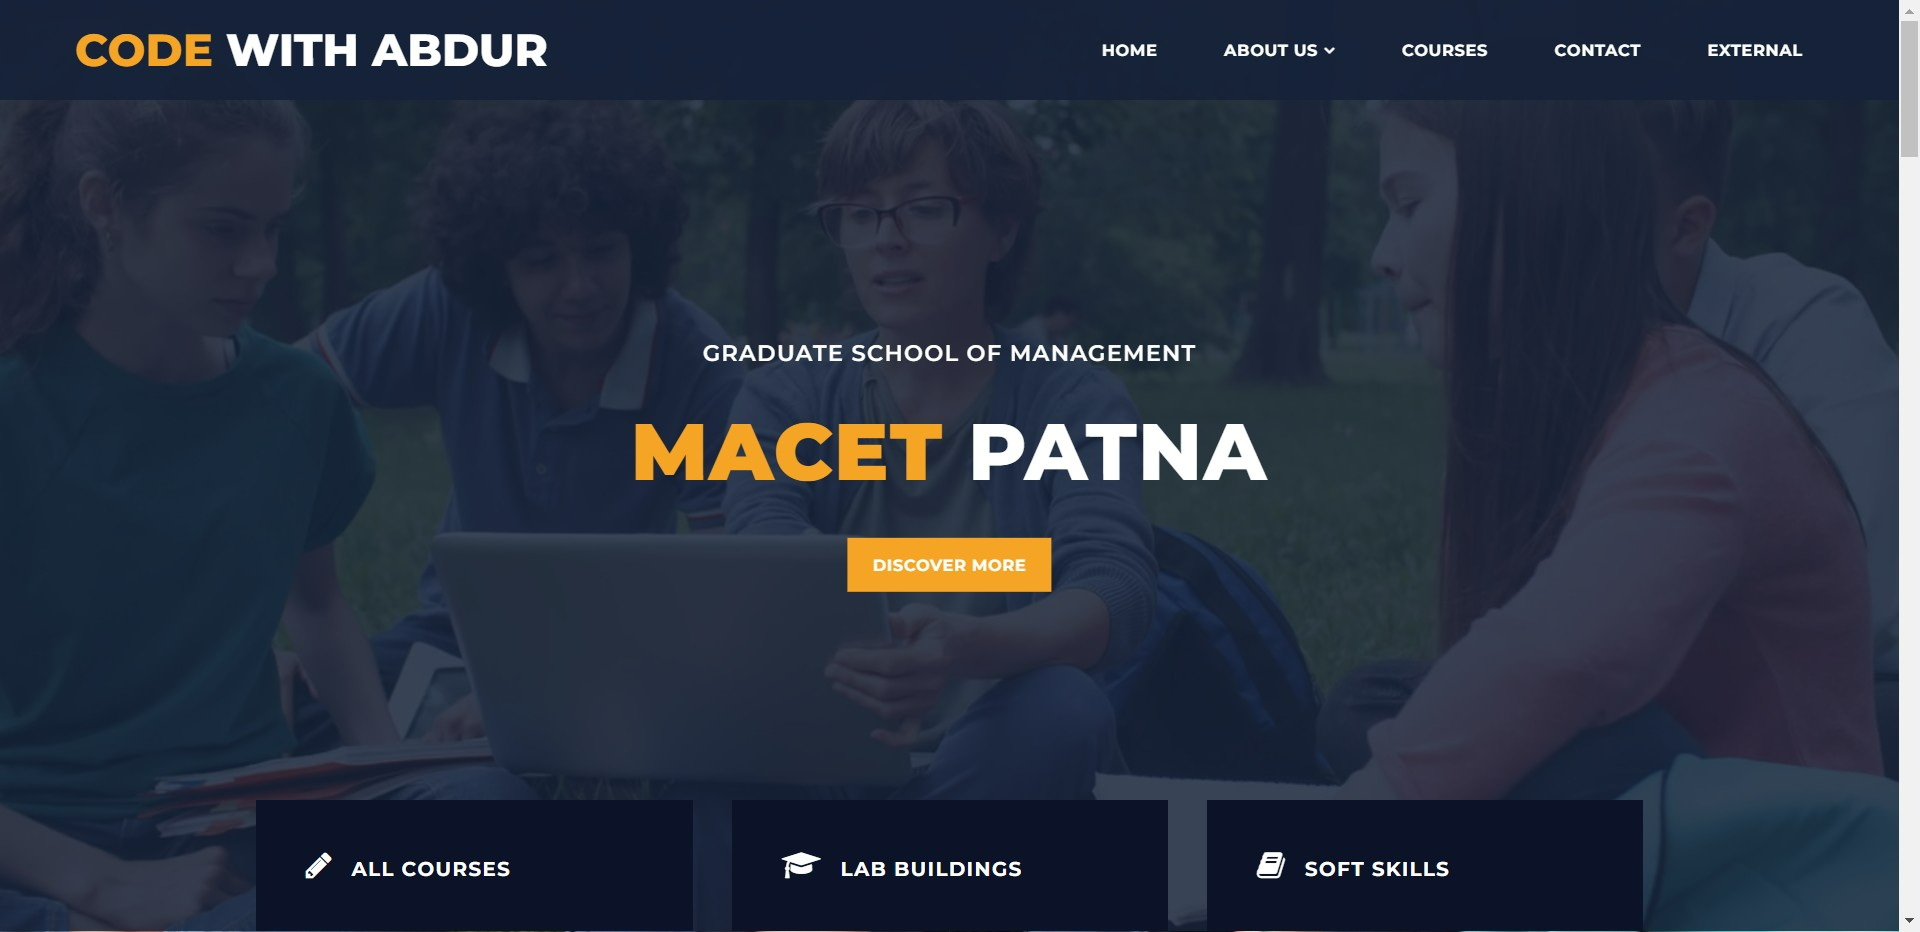 CODE WITH ABDUR
HOME ABOUT US COURSES CONTACT EXTERNAL
GRADUATE SCHOOL OF MANAGEMENT
MACET PATNA
DISCOVER MORE
ALL COURSES
LAB BUILDINGS
SOFT SKILLS